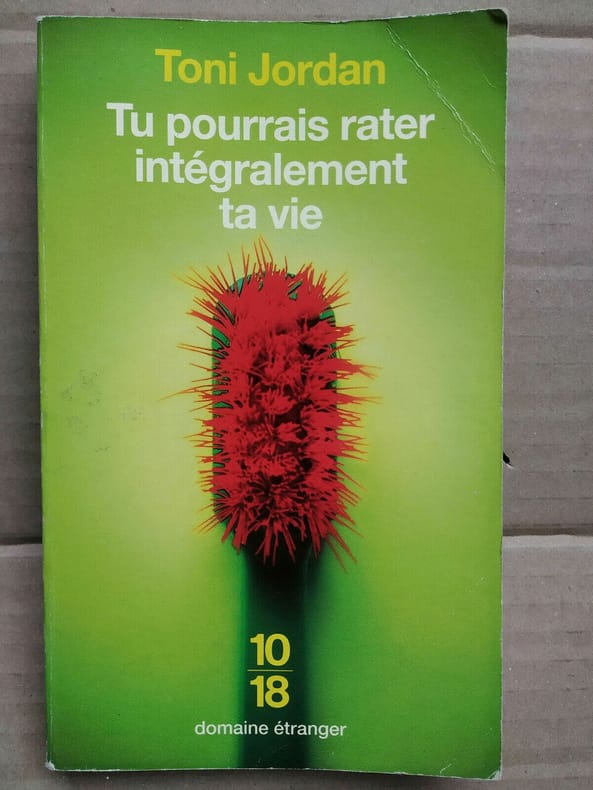 Toni Jordan
Tu pourrais rater
intégralement
ta vie
10
18
domaine étranger